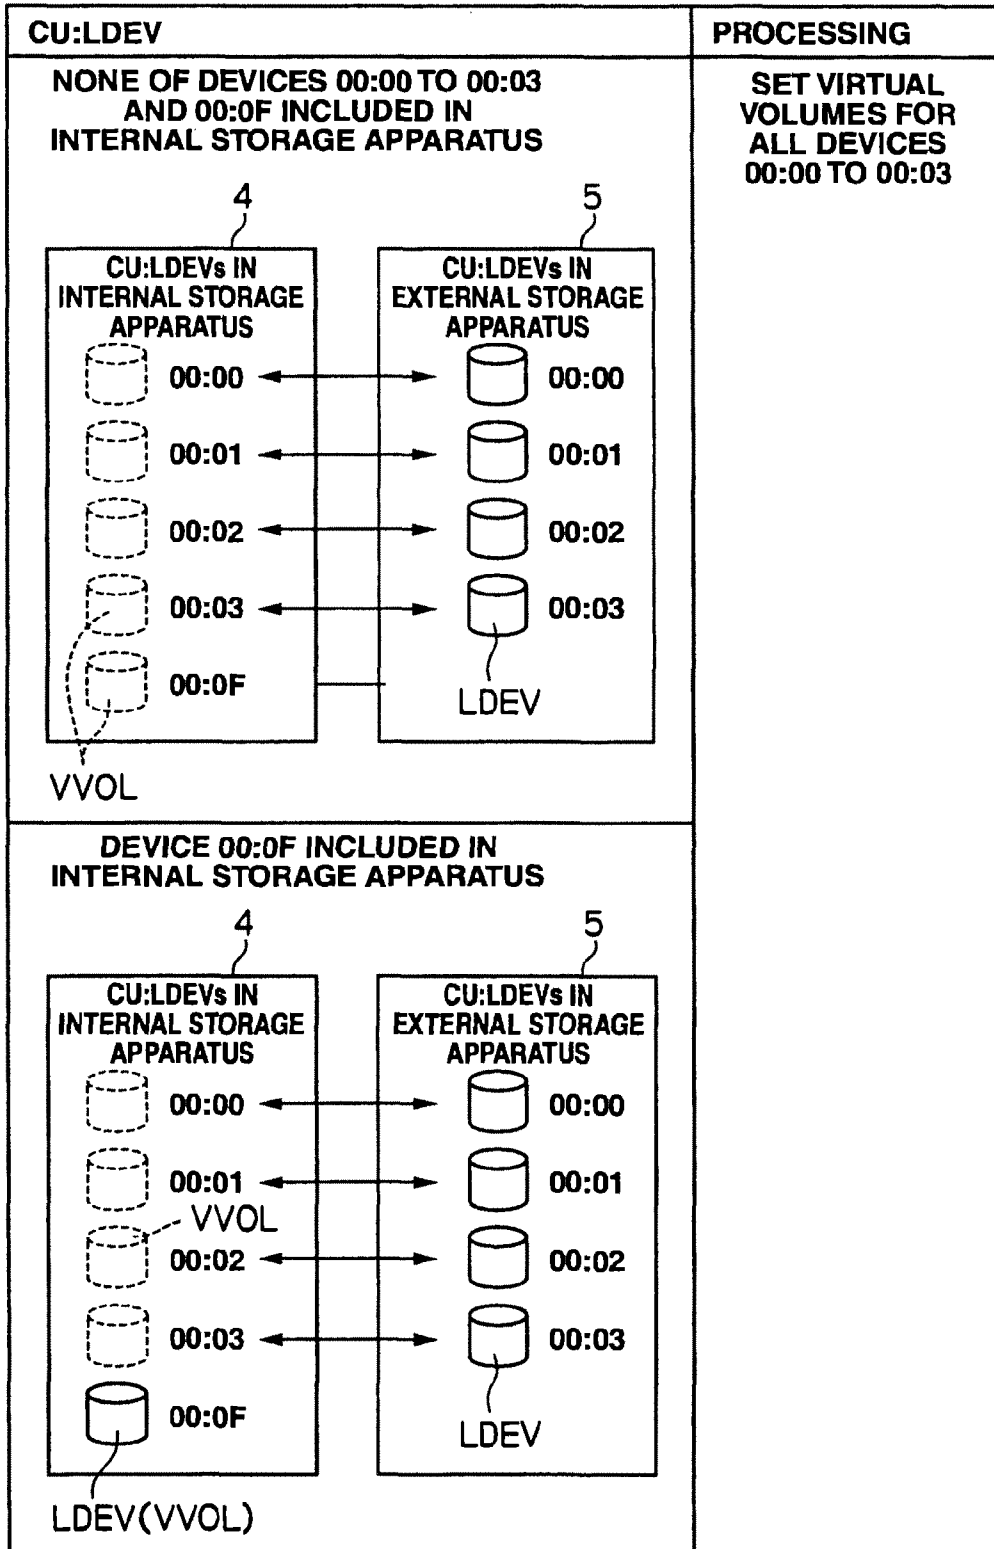 CU:LDEV
PROCESSING
NONE OF DEVICES 00:00 TO 00:03
AND 00:0F INCLUDED IN
INTERNAL STORAGE APPARATUS
SET VIRTUAL
VOLUMES FOR
ALL DEVICES
00:00 TO 00:03
4
5
CU:LDEVs IN
INTERNAL STORAGE
APPARATUS
00:00
00:01
00:02
00:03
00:0F
VVOL
CU:LDEVs IN
EXTERNAL STORAGE
APPARATUS
00:00
00:01
00:02
00:03
LDEV
DEVICE 00:0F INCLUDED IN
INTERNAL STORAGE APPARATUS
4
5
CU:LDEVs IN
INTERNAL STORAGE
APPARATUS
00:00
00:01
VVOL
00:02
00:03
00:0F
LDEV(VVOL)
CU:LDEVs IN
EXTERNAL STORAGE
APPARATUS
00:00
00:01
00:02
00:03
LDEV